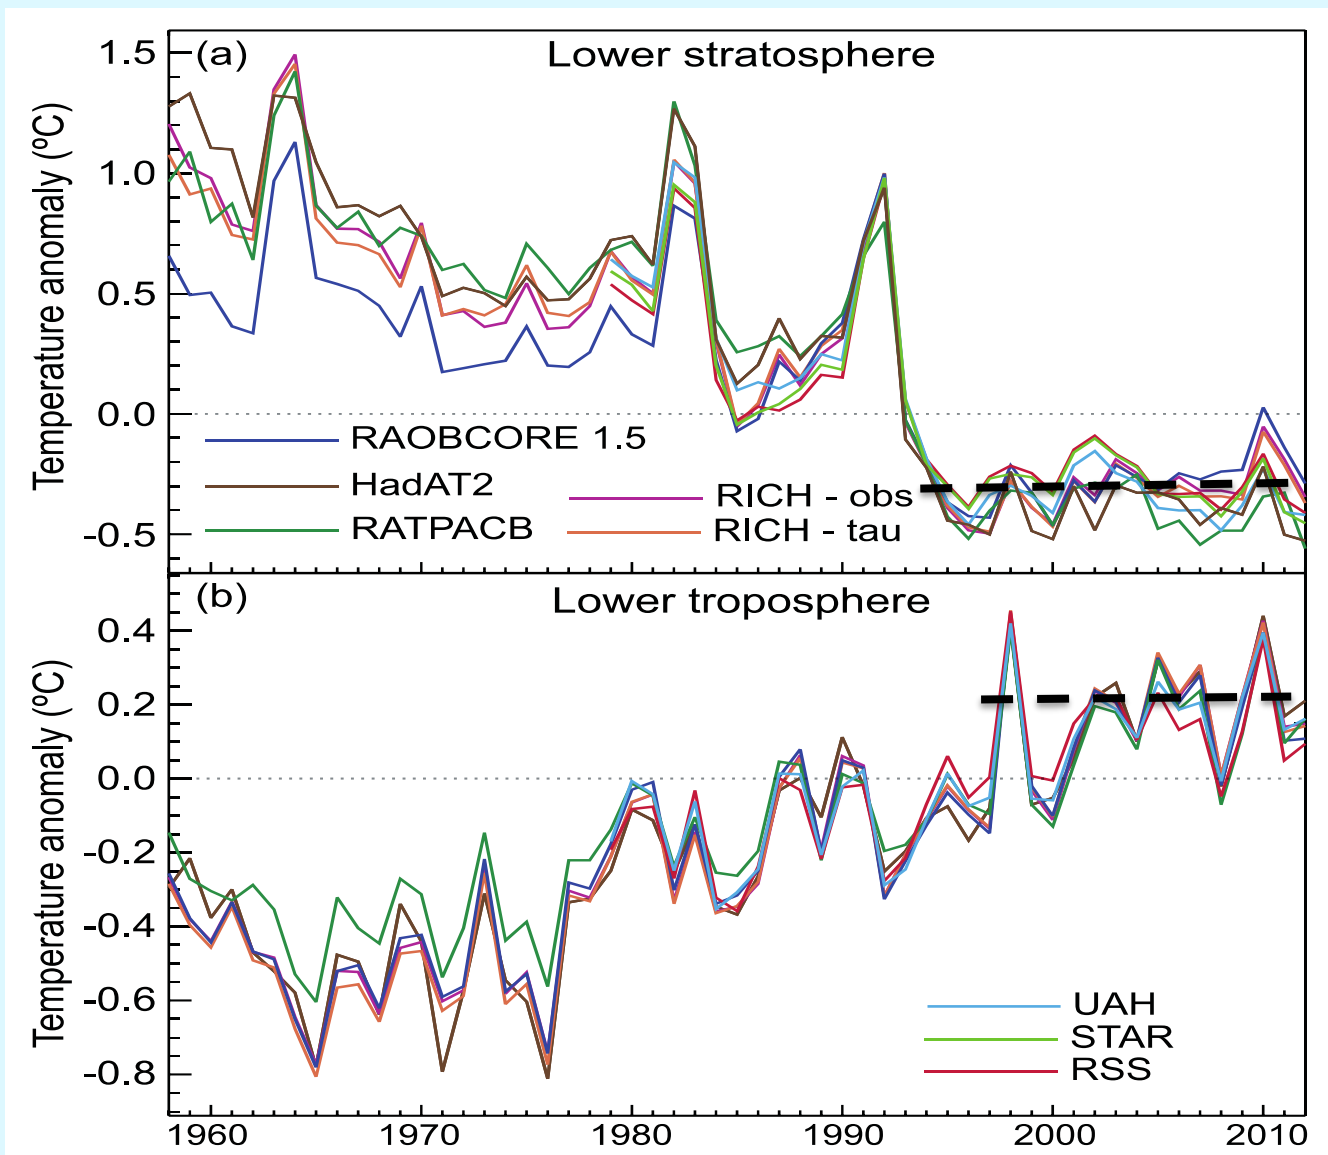 (a) Lower stratosphere
Temperature anomaly (ºC)
1.5
1.0
0.5
0.0
-0.5
RAOBCORE 1.5
HadAT2
RATPACB
RICH - obs
RICH - tau
(b) Lower troposphere
Temperature anomaly (ºC)
0.4
0.2
0.0
-0.2
-0.4
-0.6
-0.8
UAH
STAR
RSS
1960 1970 1980 1990 2000 2010